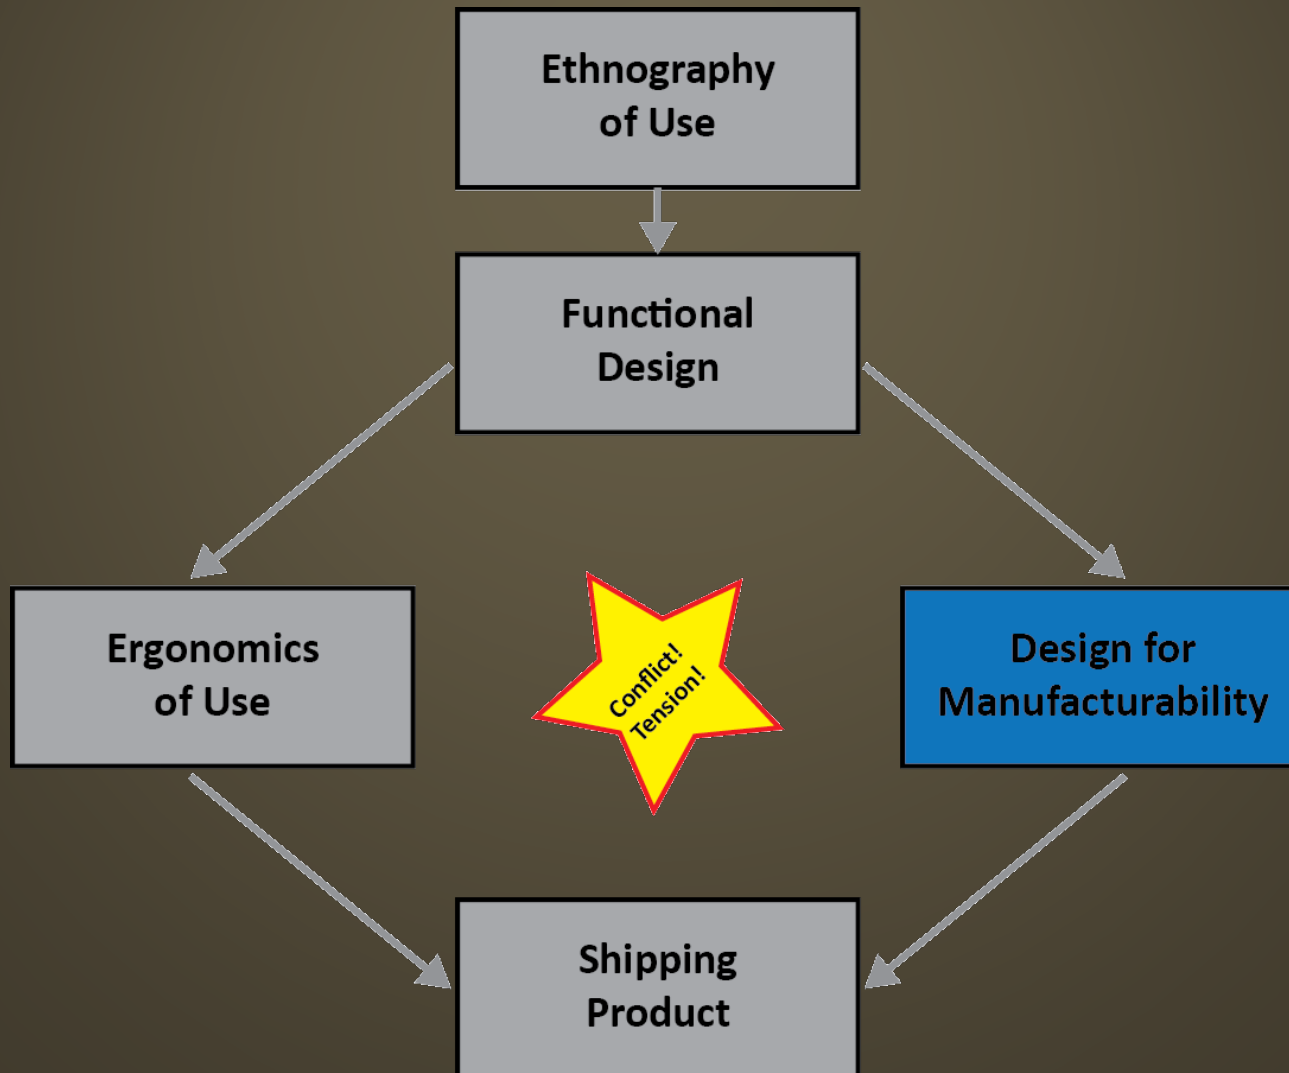 Ethnography
of Use
Functional
Design
Ergonomics
of Use
Conflict!
Tension!
Design for
Manufacturability
Shipping
Product